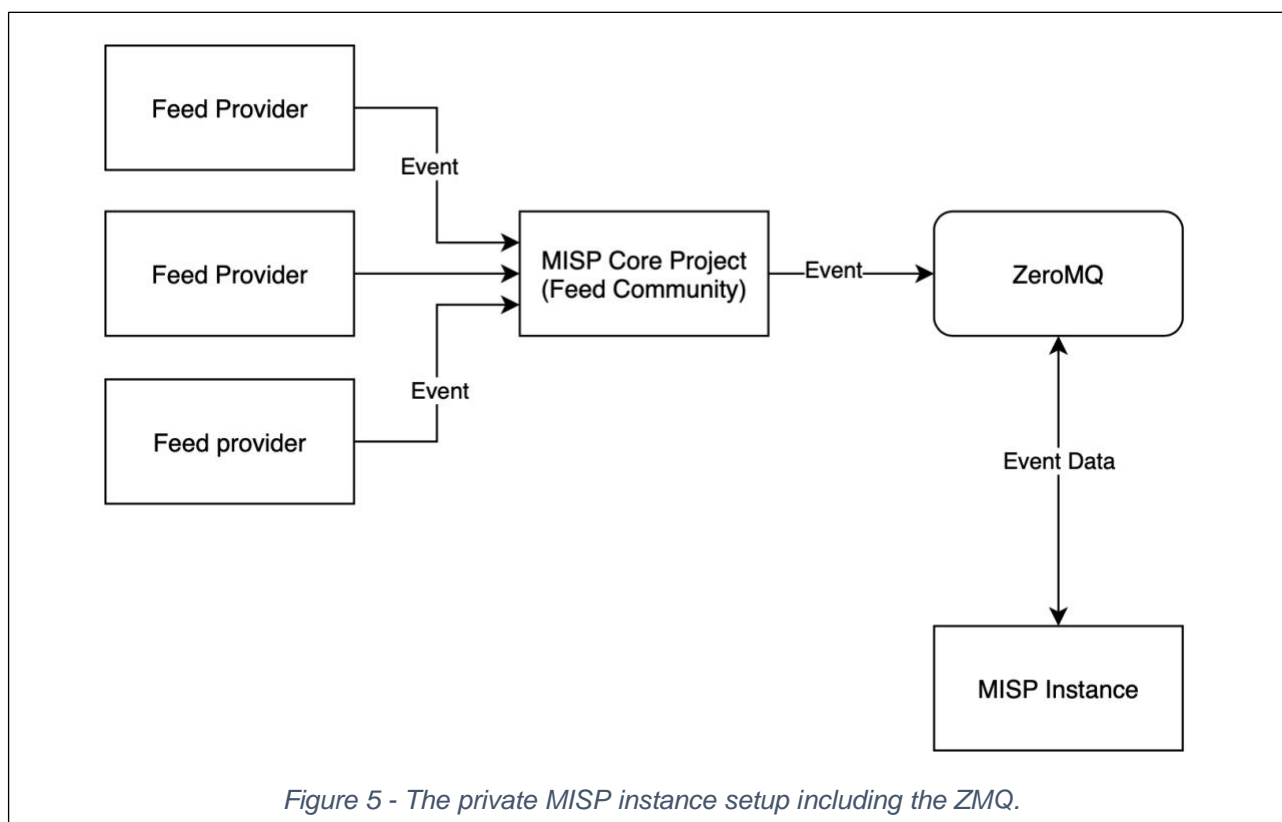 Feed Provider
Event
Feed Provider
MISP Core Project
(Feed Community)
Event
ZeroMQ
Event
Feed provider
Event Data
MISP Instance
Figure 5 - The private MISP instance setup including the ZMQ.